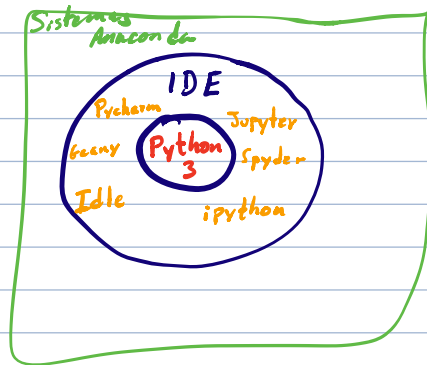 Sistemas
Anaconda
IDE
Pycharm
Jupyter
Geany
Python
3
Spyder
Idle
ipython